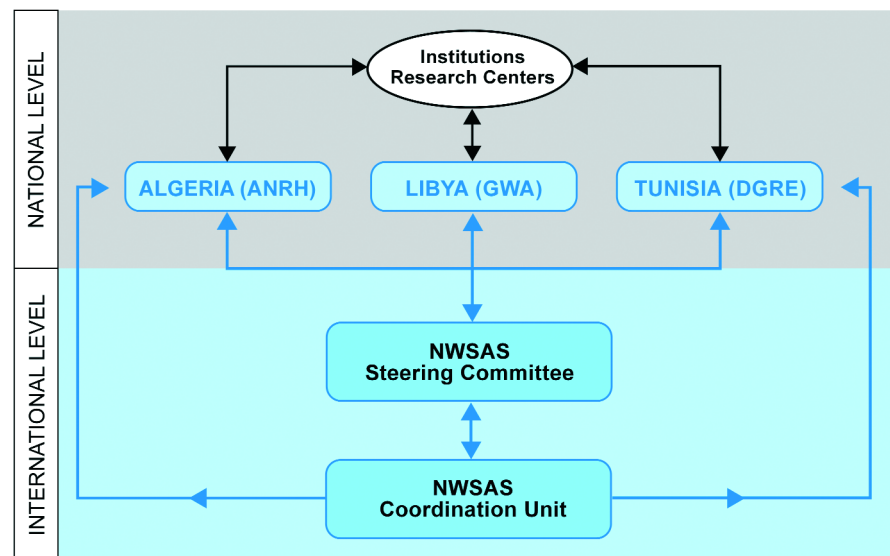 NATIONAL LEVEL
Institutions
Research Centers
ALGERIA (ANRH)
LIBYA (GWA)
TUNISIA (DGRE)
INTERNATIONAL LEVEL
NWSAS
Steering Committee
NWSAS
Coordination Unit